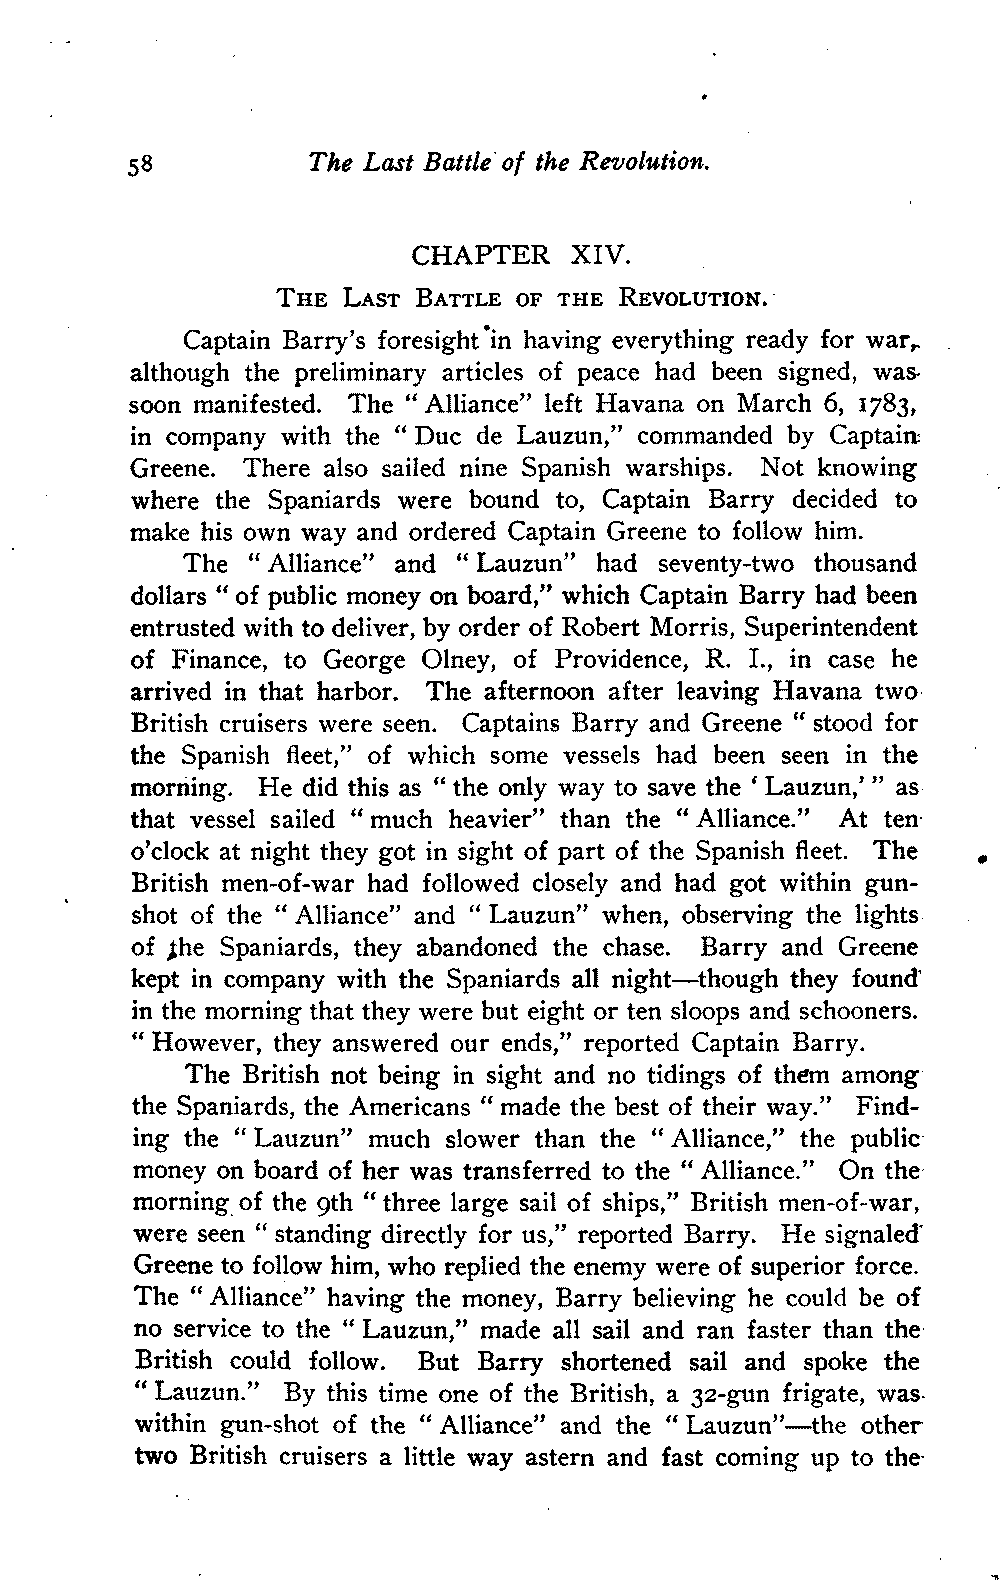 58 The Last Battle of the Revolution.
CHAPTER XIV.
The Last Battle of the Revolution.
Captain Barry's foresight in having everything ready for war,
although the preliminary articles of peace had been signed, was
soon manifested. The "Alliance" left Havana on March 6, 1783,
in company with the "Duc de Lauzun," commanded by Captain
Greene. There also sailed nine Spanish warships. Not knowing
where the Spaniards were bound to, Captain Barry decided to
make his own way and ordered Captain Greene to follow him.
The "Alliance" and "Lauzun" had seventy-two thousand
dollars "of public money on board," which Captain Barry had been
entrusted with to deliver, by order of Robert Morris, Superintendent
of Finance, to George Olney, of Providence, R. I., in case he
arrived in that harbor. The afternoon after leaving Havana two
British cruisers were seen. Captains Barry and Greene "stood for
the Spanish fleet," of which some vessels had been seen in the
morning. He did this as "the only way to save the 'Lauzun,'" as
that vessel sailed "much heavier" than the "Alliance." At ten
o'clock at night they got in sight of part of the Spanish fleet. The
British men-of-war had followed closely and had got within gun-
shot of the "Alliance" and "Lauzun" when, observing the lights
of the Spaniards, they abandoned the chase. Barry and Greene
kept in company with the Spaniards all night—though they found
in the morning that they were but eight or ten sloops and schooners.
"However, they answered our ends," reported Captain Barry.
The British not being in sight and no tidings of them among
the Spaniards, the Americans "made the best of their way." Find-
ing the "Lauzun" much slower than the "Alliance," the public
money on board of her was transferred to the "Alliance." On the
morning of the 9th "three large sail of ships," British men-of-war,
were seen "standing directly for us," reported Barry. He signaled
Greene to follow him, who replied the enemy were of superior force.
The "Alliance" having the money, Barry believing he could be of
no service to the "Lauzun," made all sail and ran faster than the
British could follow. But Barry shortened sail and spoke the
"Lauzun." By this time one of the British, a 32-gun frigate, was
within gun-shot of the "Alliance" and the "Lauzun"—the other
two British cruisers a little way astern and fast coming up to the